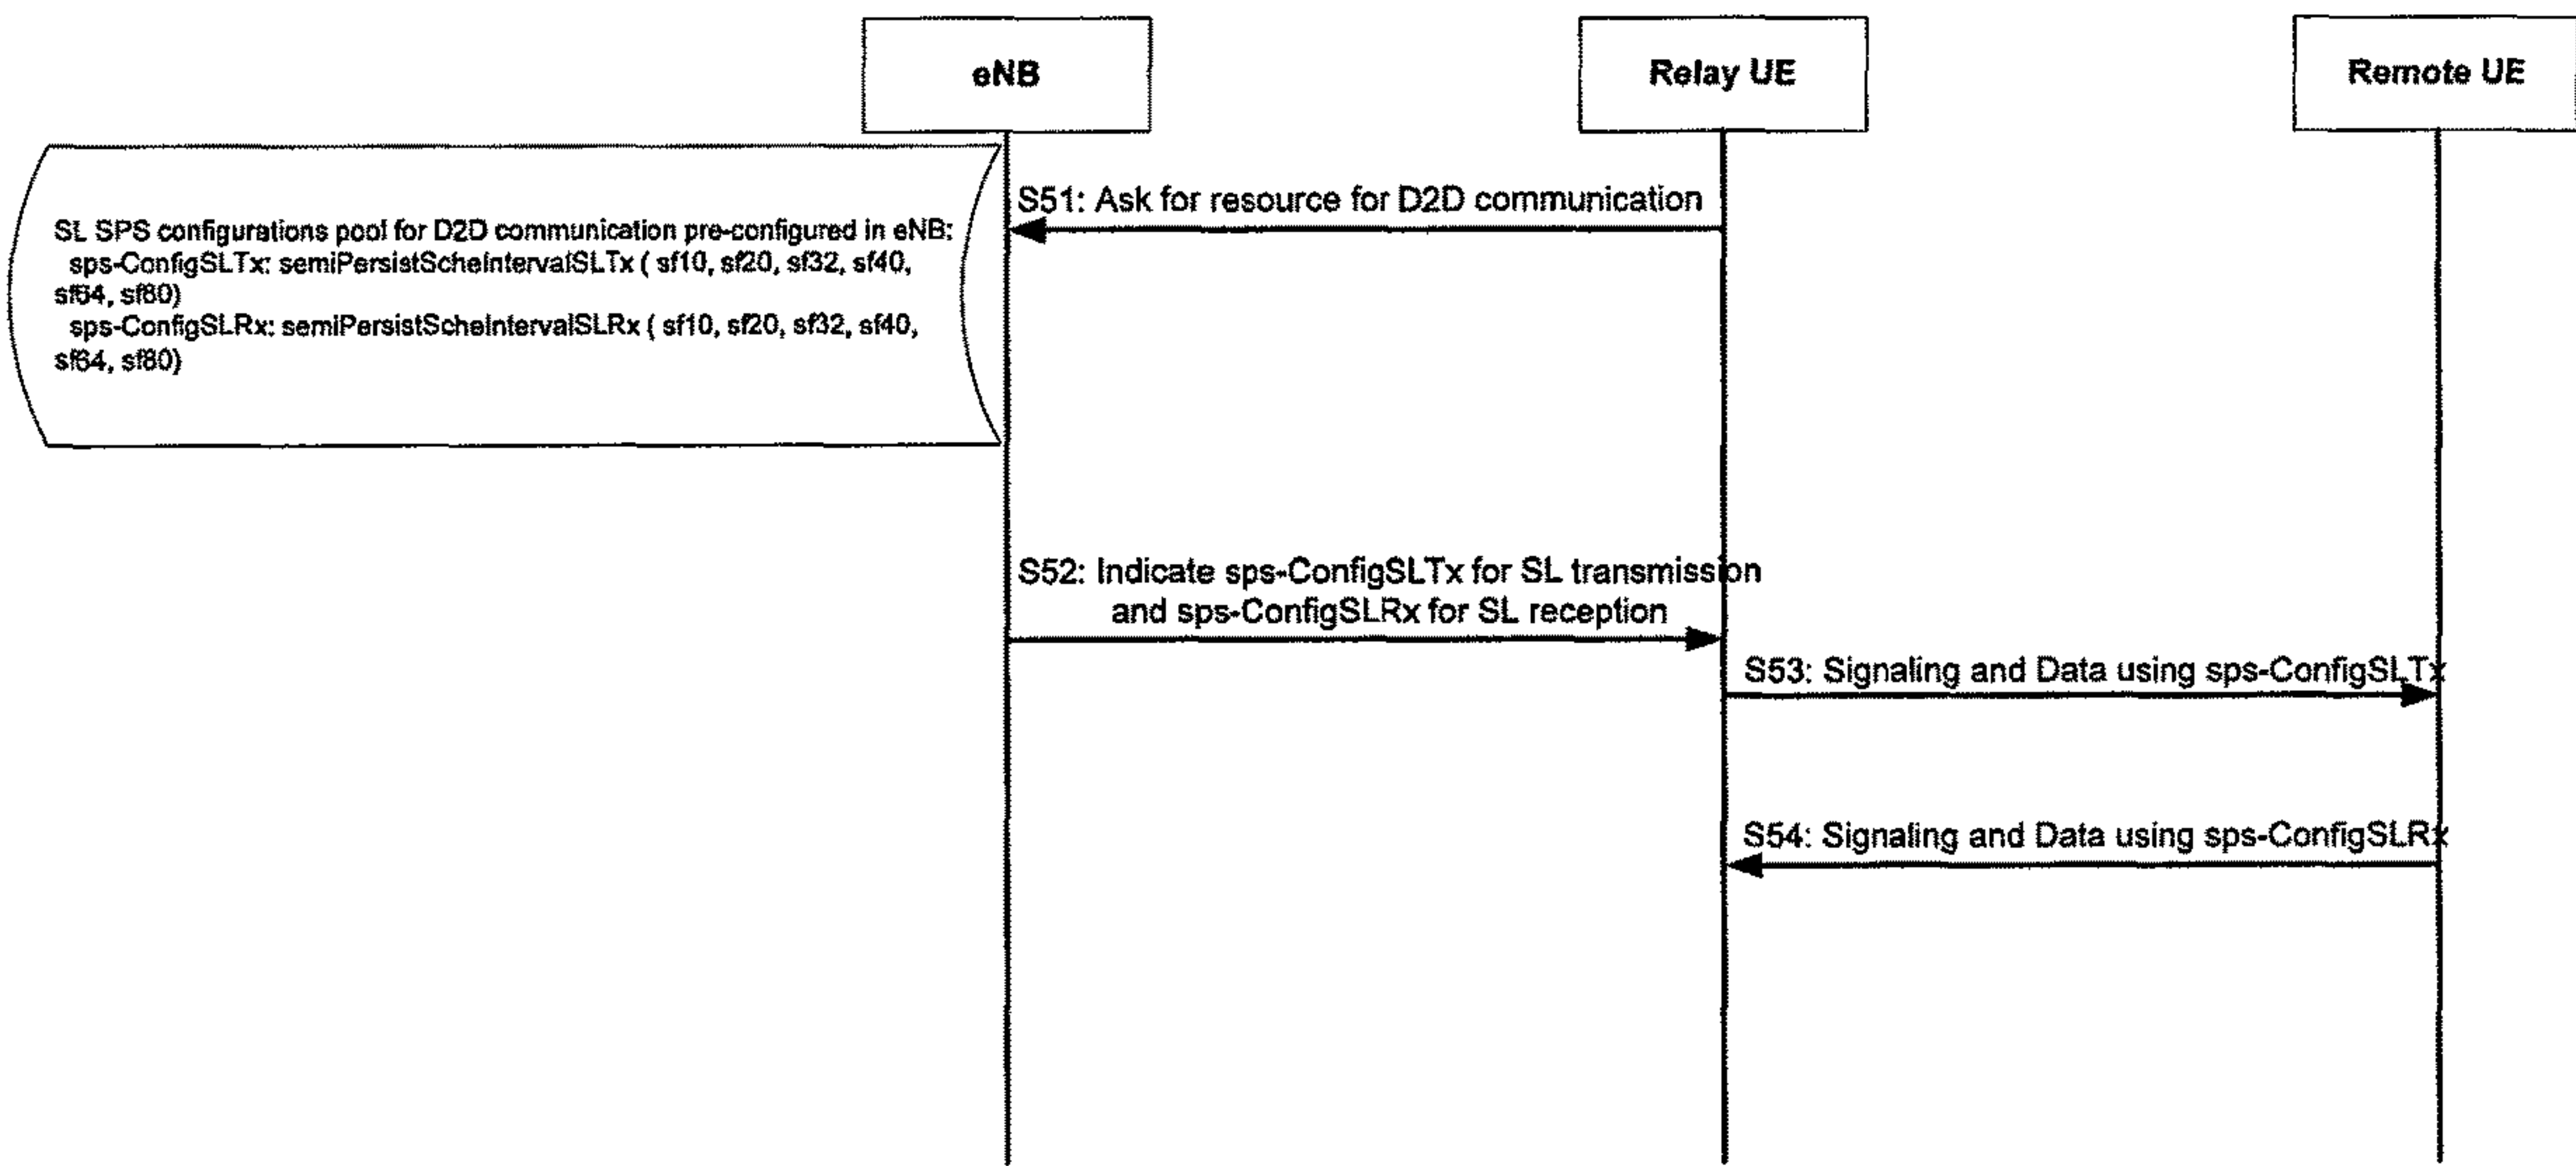 eNB
Relay UE
Remote UE
S51: Ask for resource for D2D communication
SL SPS configurations pool for D2D communication pre-configured in eNB:
sps-ConfigSLTx: semiPersistScheIntervalSLTx ( sf10, sf20, sf32, sf40,
sf64, sf80)
sps-ConfigSLRx: semiPersistScheIntervalSLRx ( sf10, sf20, sf32, sf40,
sf64, sf80)
S52: Indicate sps-ConfigSLTx for SL transmission
and sps-ConfigSLRx for SL reception
S53: Signaling and Data using sps-ConfigSLTx
S54: Signaling and Data using sps-ConfigSLRx